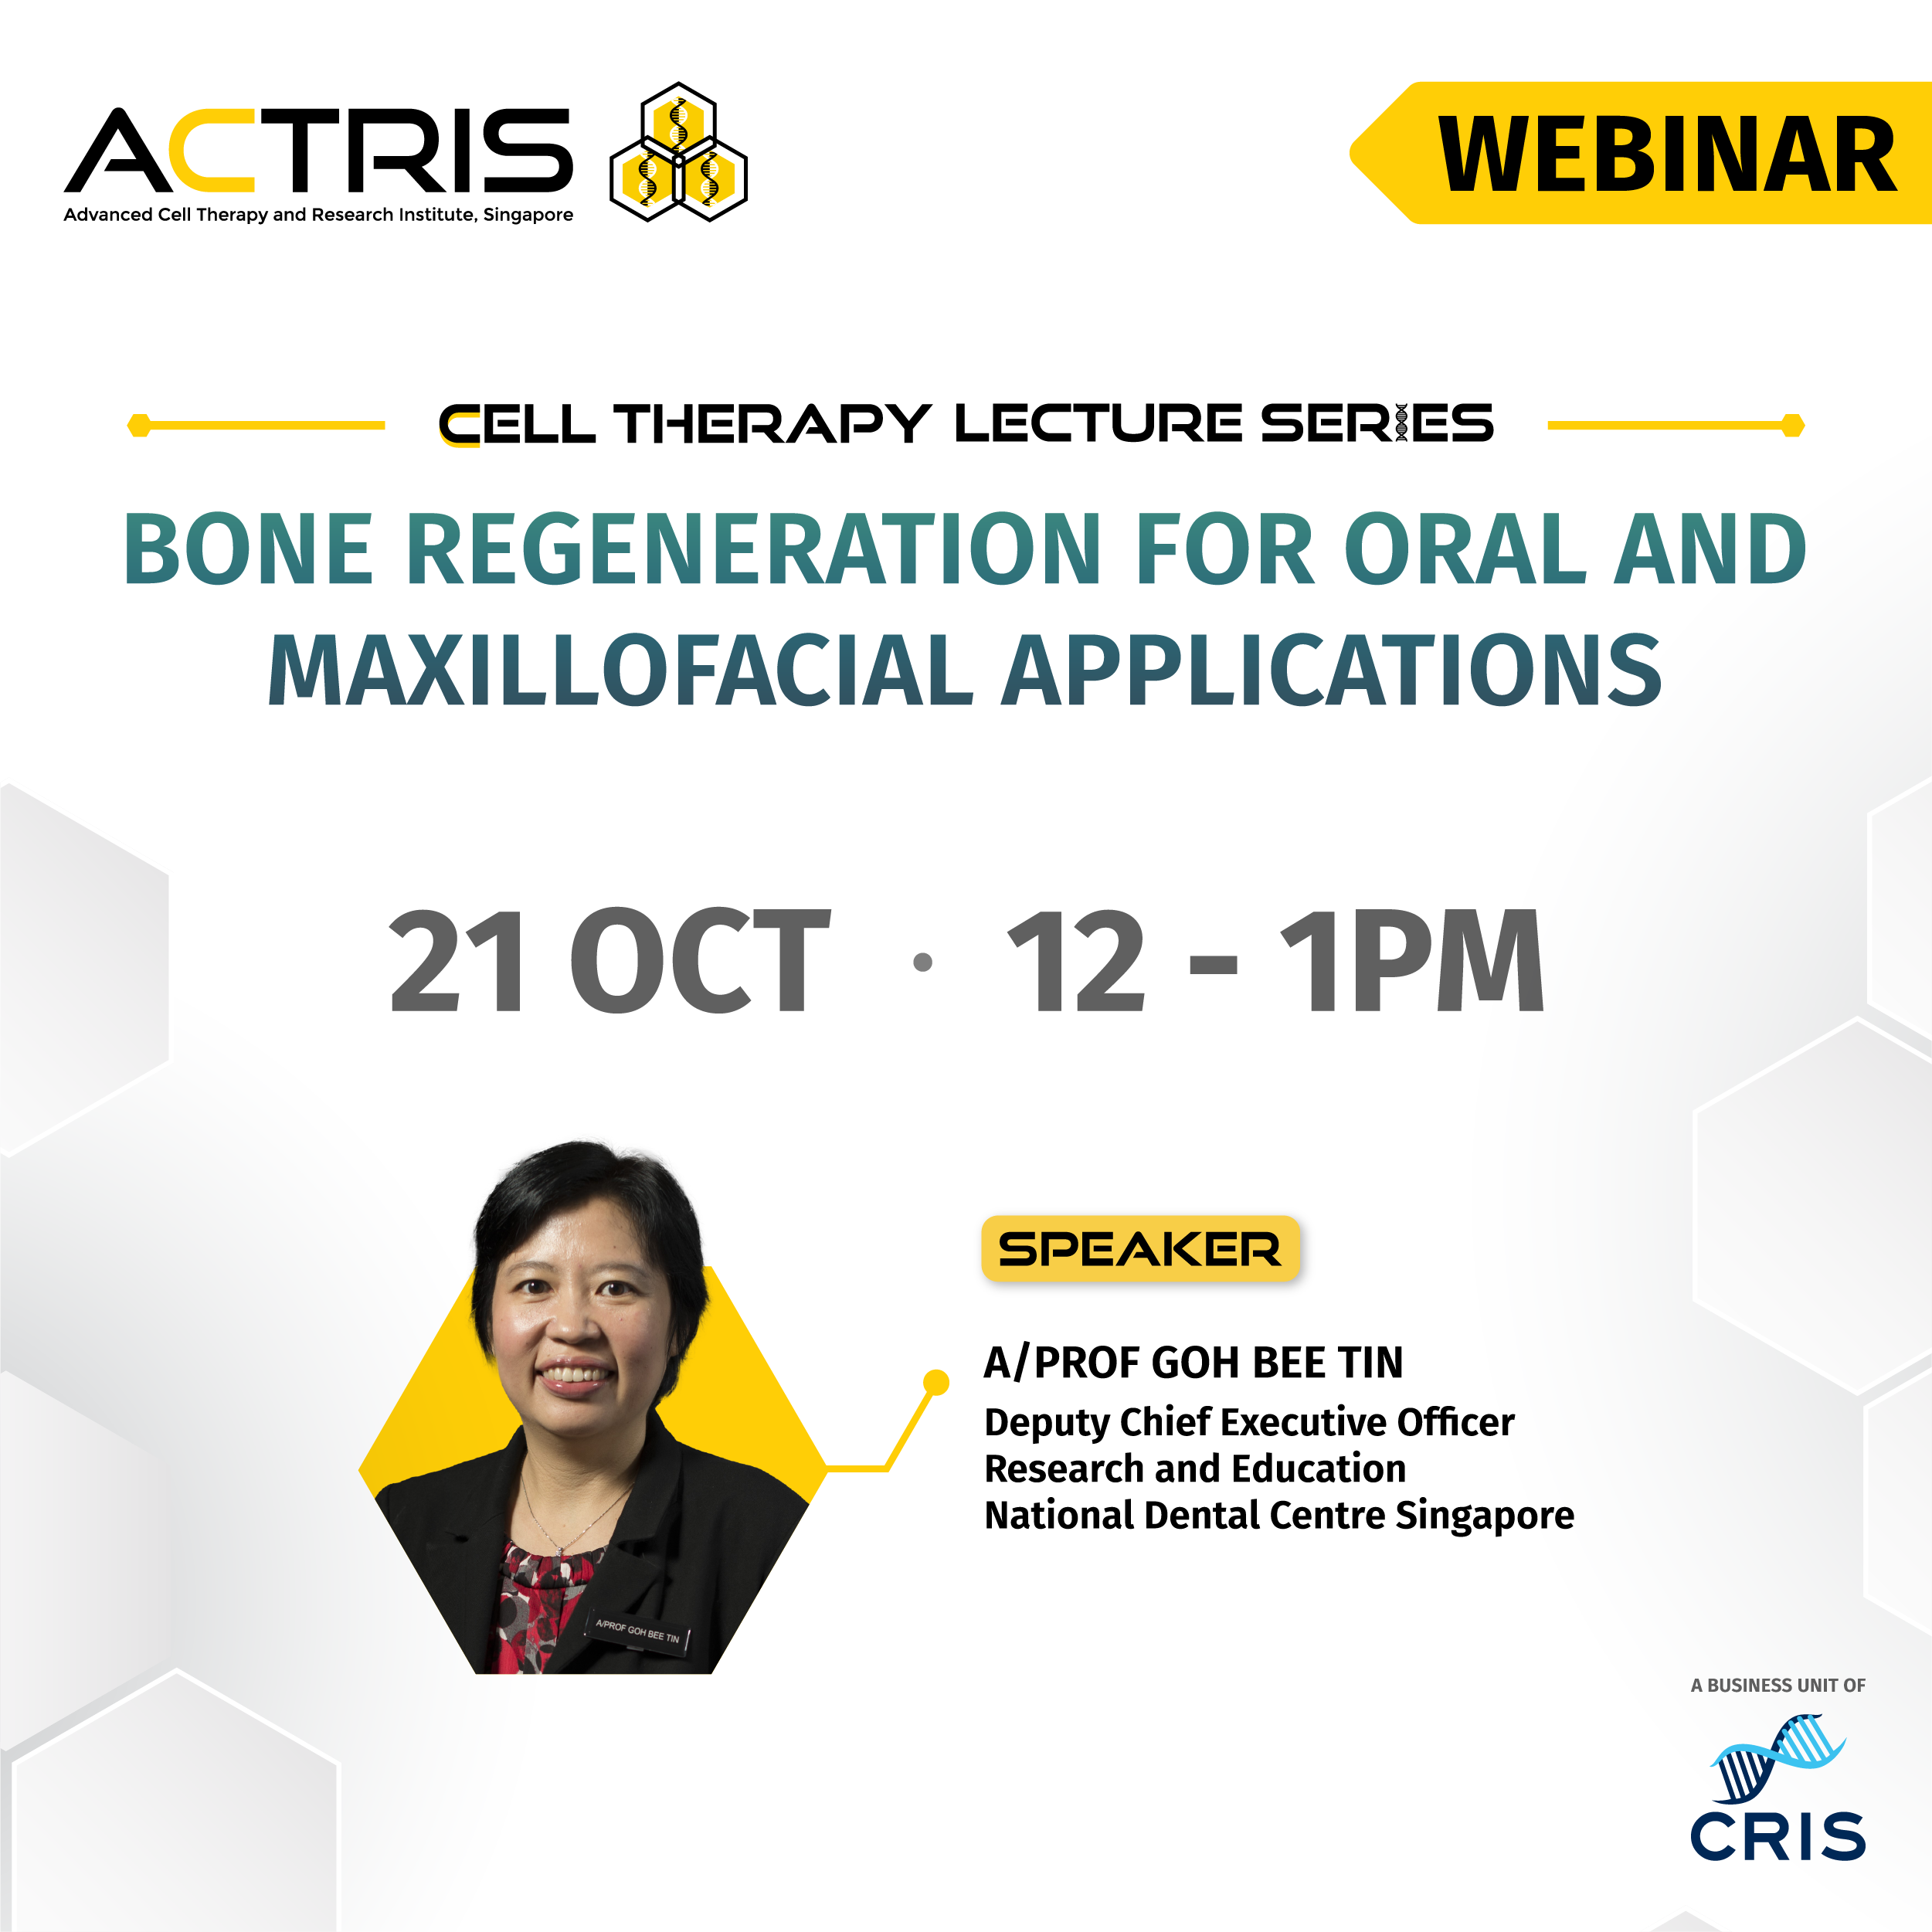 ACTRIS
Advanced Cell Therapy and Research Institute, Singapore
WEBINAR
CELL THERAPY LECTURE SERIES
BONE REGENERATION FOR ORAL AND
MAXILLOFACIAL APPLICATIONS
21 OCT · 12 - 1PM
SPEAKER
A/PROF GOH BEE TIN
Deputy Chief Executive Officer
Research and Education
National Dental Centre Singapore
A/PROF GOH BEE TIN
A BUSINESS UNIT OF
CRIS